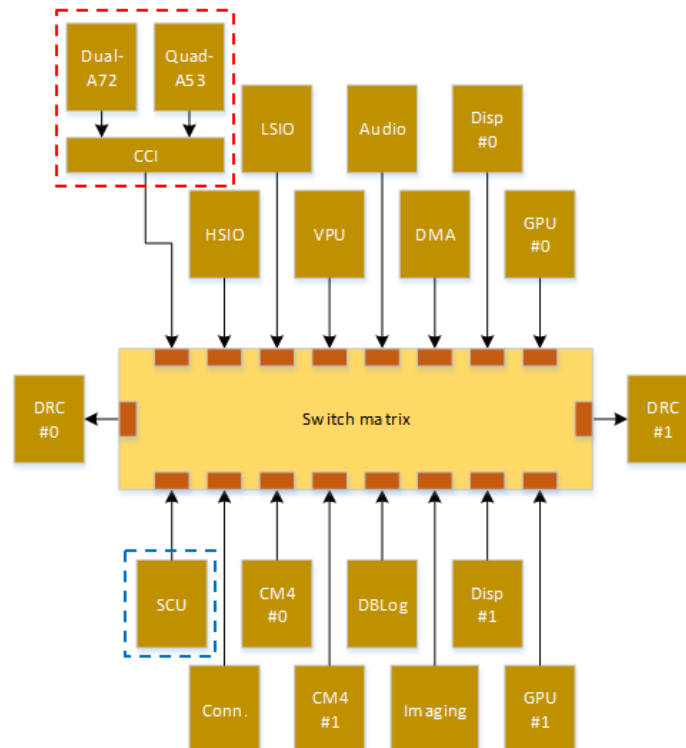 Dual-
A72
Quad-
A53
CCI
LSIO
Audio
Disp
#0
HSIO
VPU
DMA
GPU
#0
DRC
#0
Switch matrix
DRC
#1
SCU
CM4
#0
DBLog
Disp
#1
Conn.
CM4
#1
Imaging
GPU
#1